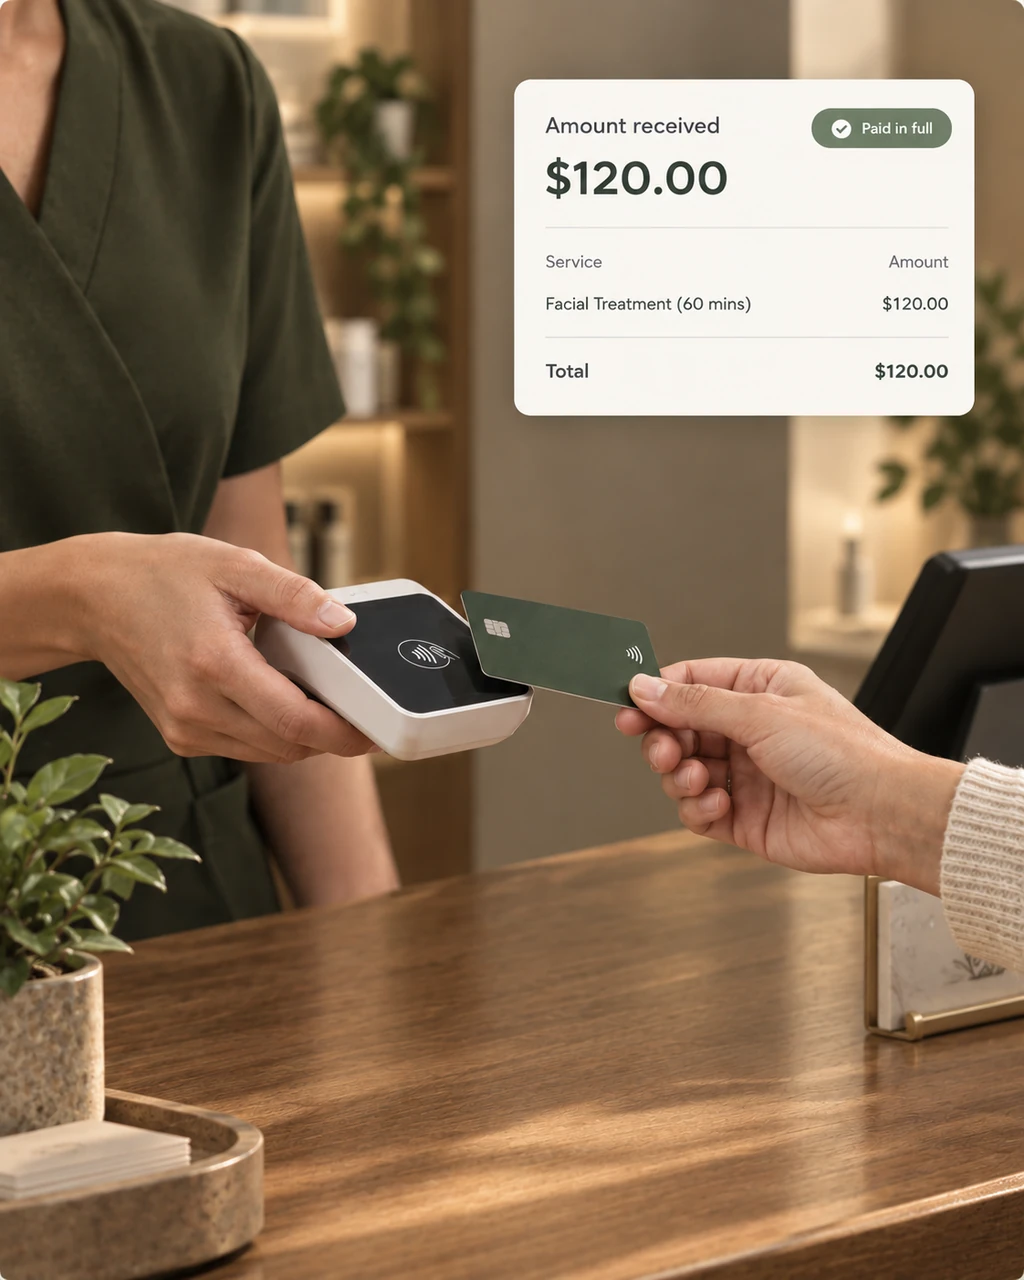 Amount received
Paid in full
$120.00
Service Amount
Facial Treatment (60 mins) $120.00
Total $120.00